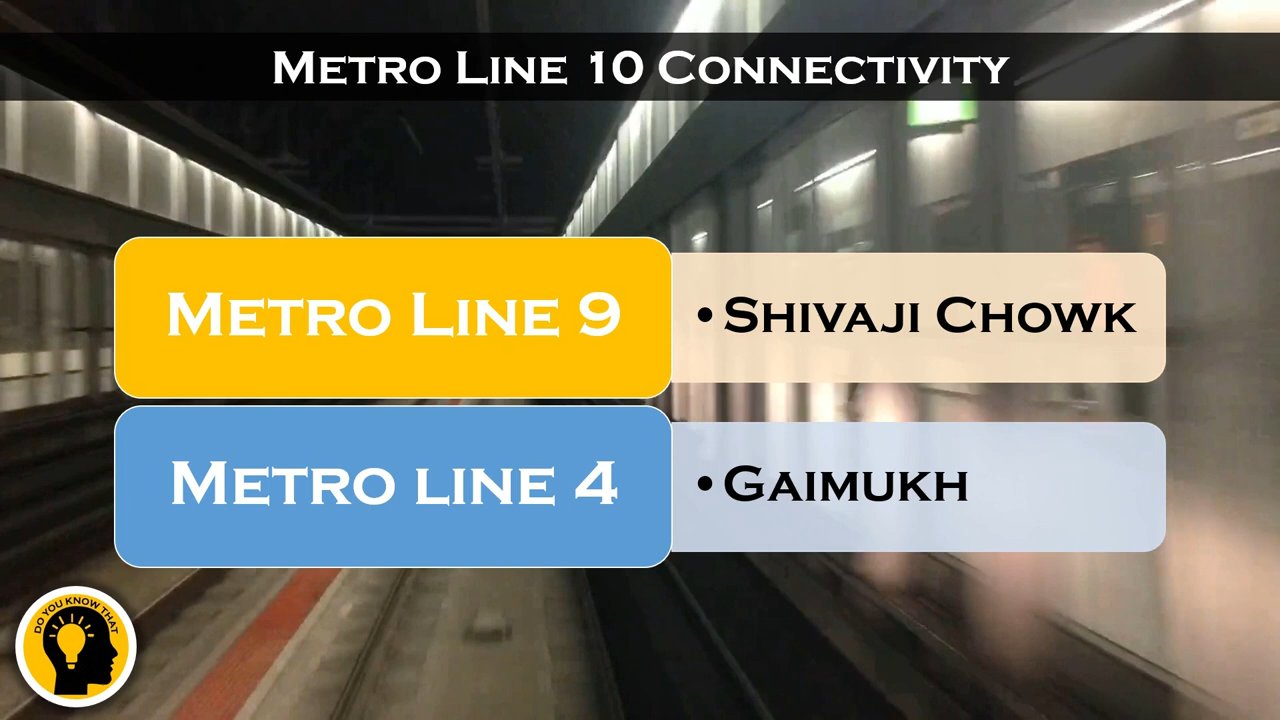 Metro Line 10 Connectivity
Metro Line 9
• Shivaji Chowk
Metro line 4
• Gaimukh
DO YOU KNOW THAT